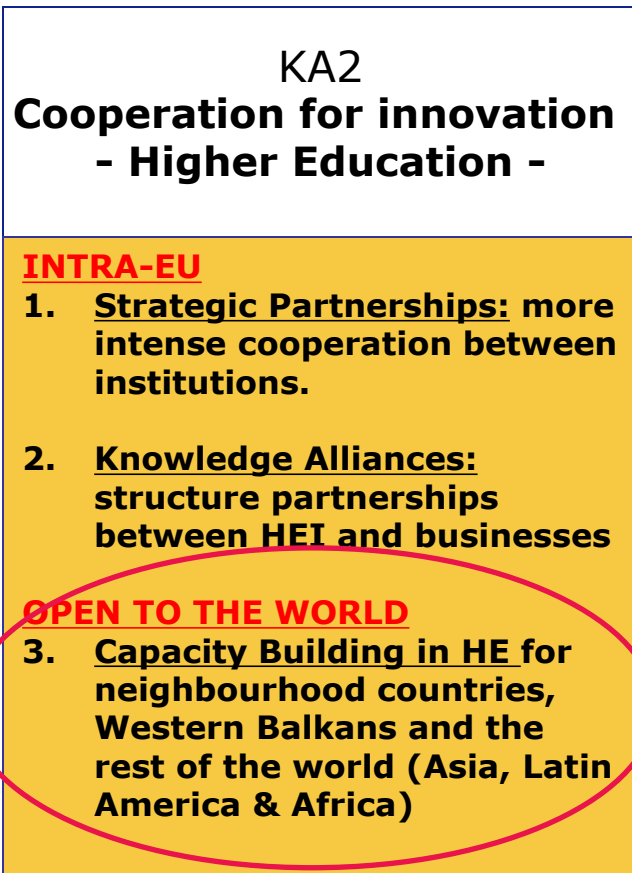 KA2
Cooperation for innovation
- Higher Education -
INTRA-EU
1. Strategic Partnerships: more
intense cooperation between
institutions.
2. Knowledge Alliances:
structure partnerships
between HEI and businesses
OPEN TO THE WORLD
3. Capacity Building in HE for
neighbourhood countries,
Western Balkans and the
rest of the world (Asia, Latin
America & Africa)